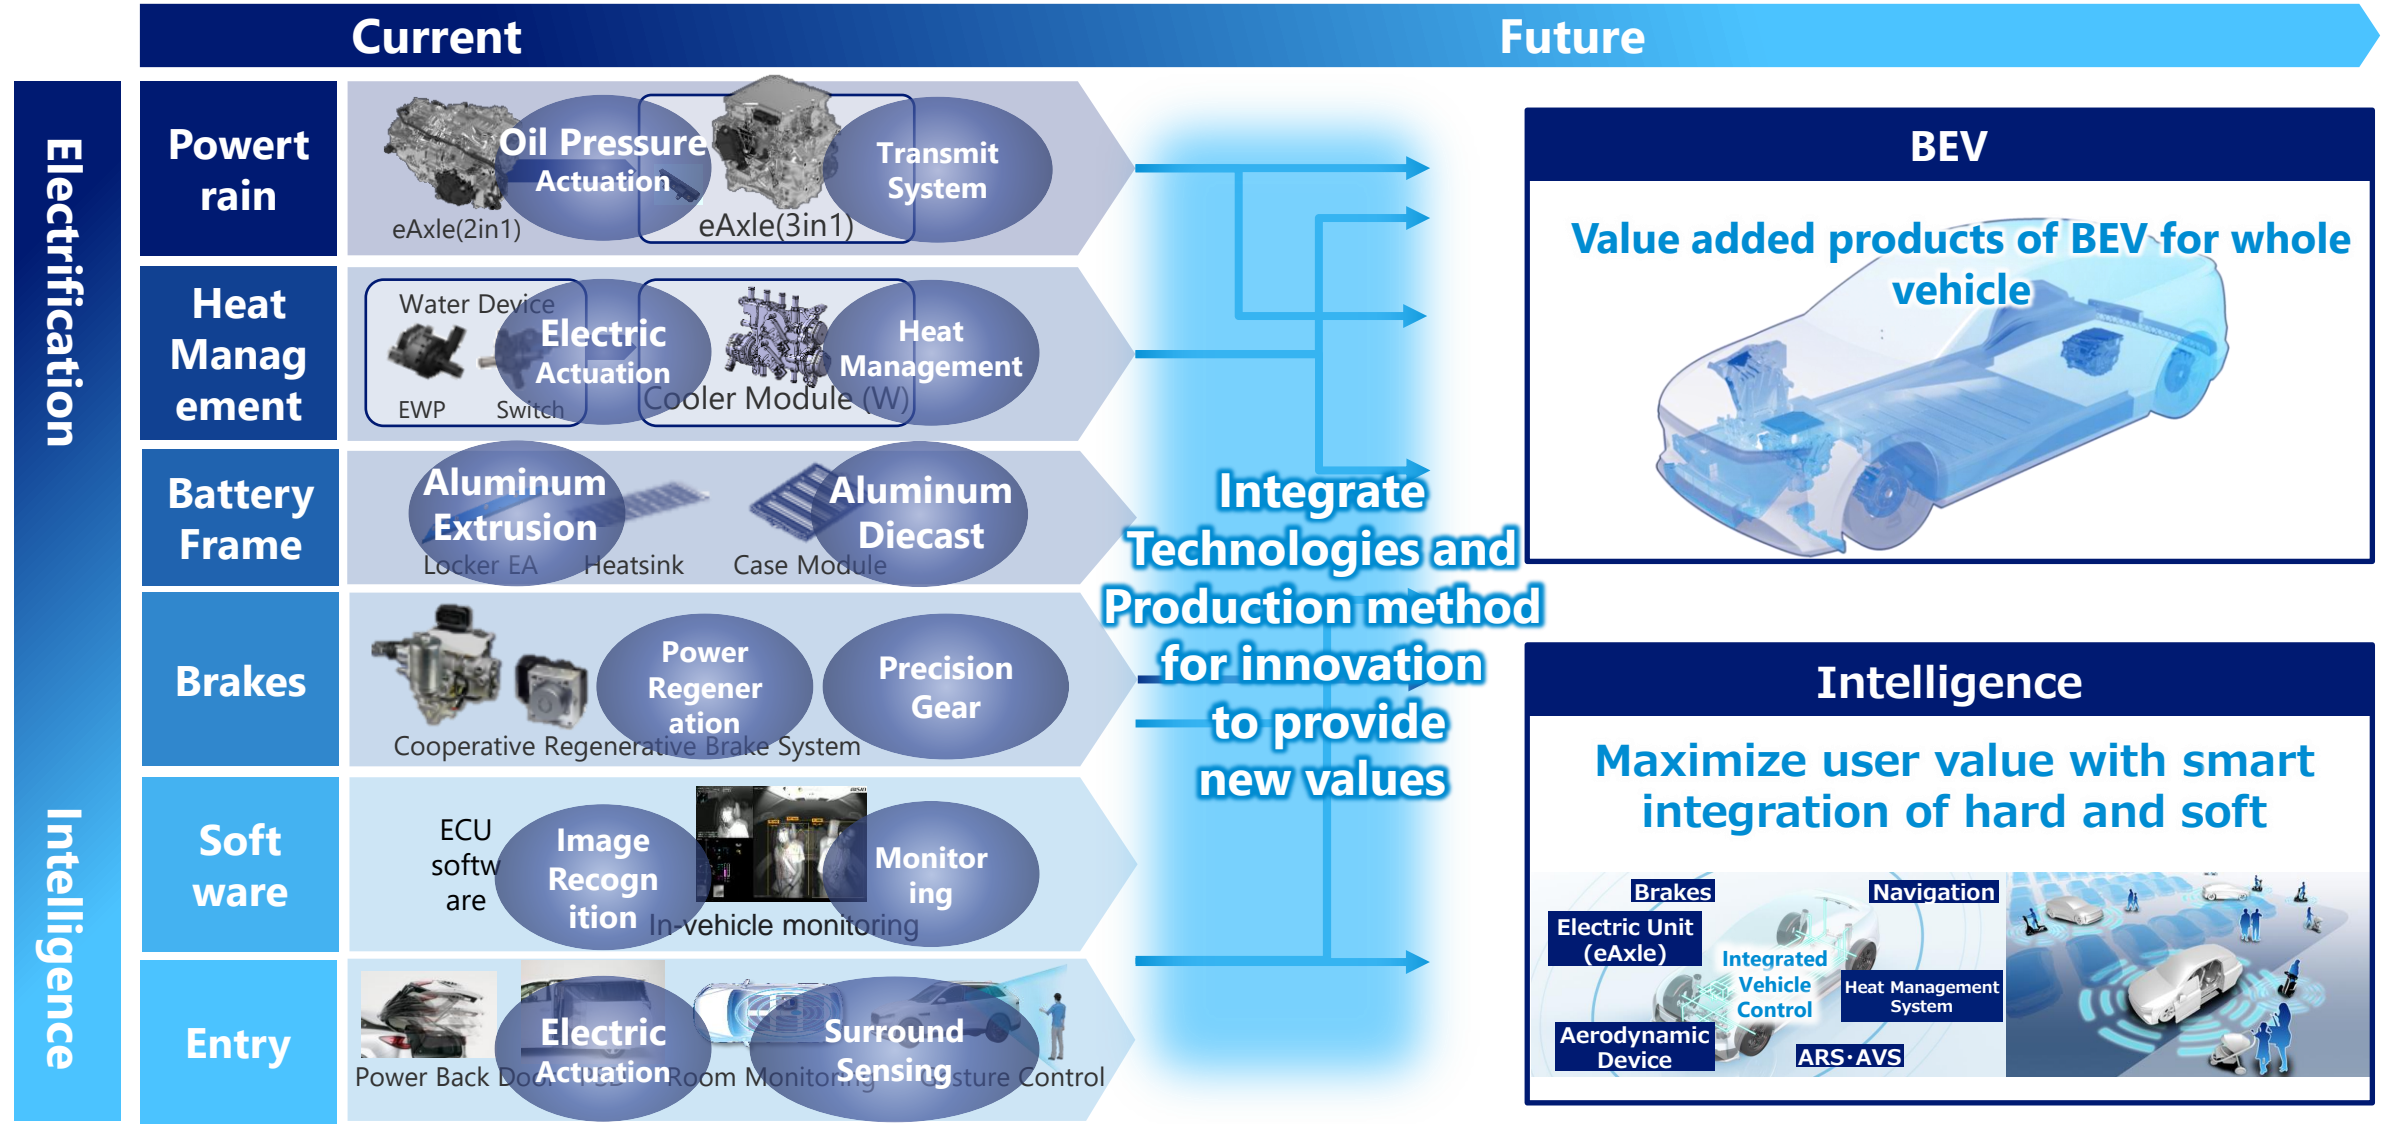 Current
Future
Electrification
Intelligence
Powert
rain
Oil Pressure
Actuation
Transmit
System
eAxle(2in1)
eAxle(3in1)
Heat
Manag
ement
Water Device
Electric
Actuation
Heat
Management
EWP
Switch
Cooler Module (W)
Battery
Frame
Aluminum
Extrusion
Aluminum
Diecast
Locker EA
Heatsink
Case Module
Brakes
Power
Regener
ation
Precision
Gear
Cooperative Regenerative Brake System
Soft
ware
ECU
softw
are
Image
Recogn
ition
Monitor
ing
In-vehicle monitoring
Entry
Electric
Actuation
Surround
Sensing
Power Back Door
PSD
Room Monitoring
Gesture Control
Integrate
Technologies and
Production method
for innovation
to provide
new values
BEV
Value added products of BEV for whole
vehicle
Intelligence
Maximize user value with smart
integration of hard and soft
Brakes
Navigation
Electric Unit
(eAxle)
Integrated
Vehicle
Control
Heat Management
System
Aerodynamic
Device
ARS・AVS